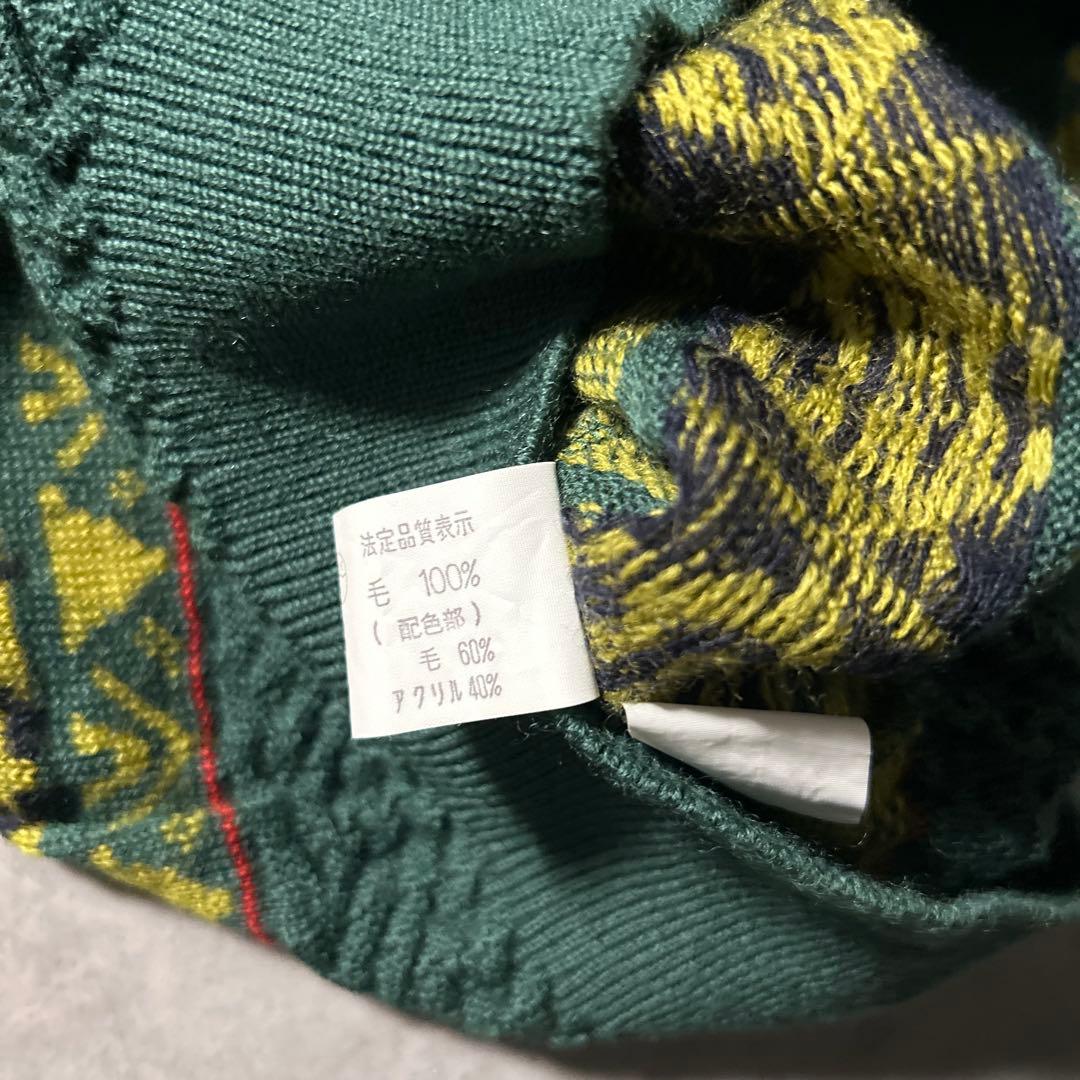 法定品質表示
毛 100%
(配色部)
毛 60%
アクリル 40%